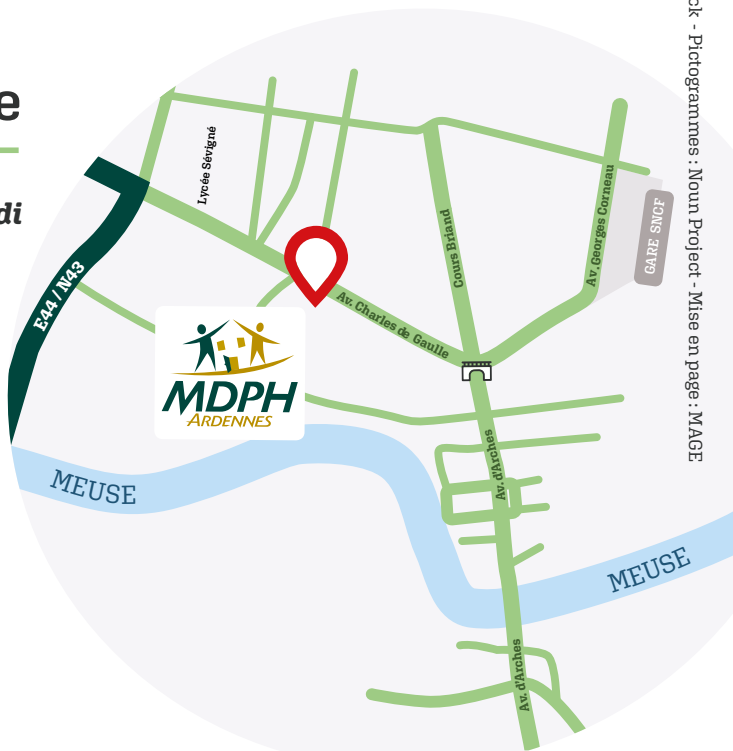 e
di
Lycée Sévigné
E44 / N43
Cours Briand
Av. Georges Corneau
GARE SNCF
Av. Charles de Gaulle
MDPH
ARDENNES
Av. d'Arches
MEUSE
MEUSE
Av. d'Arches
ck - Pictogrammes : Noun Project - Mise en page : MAGE